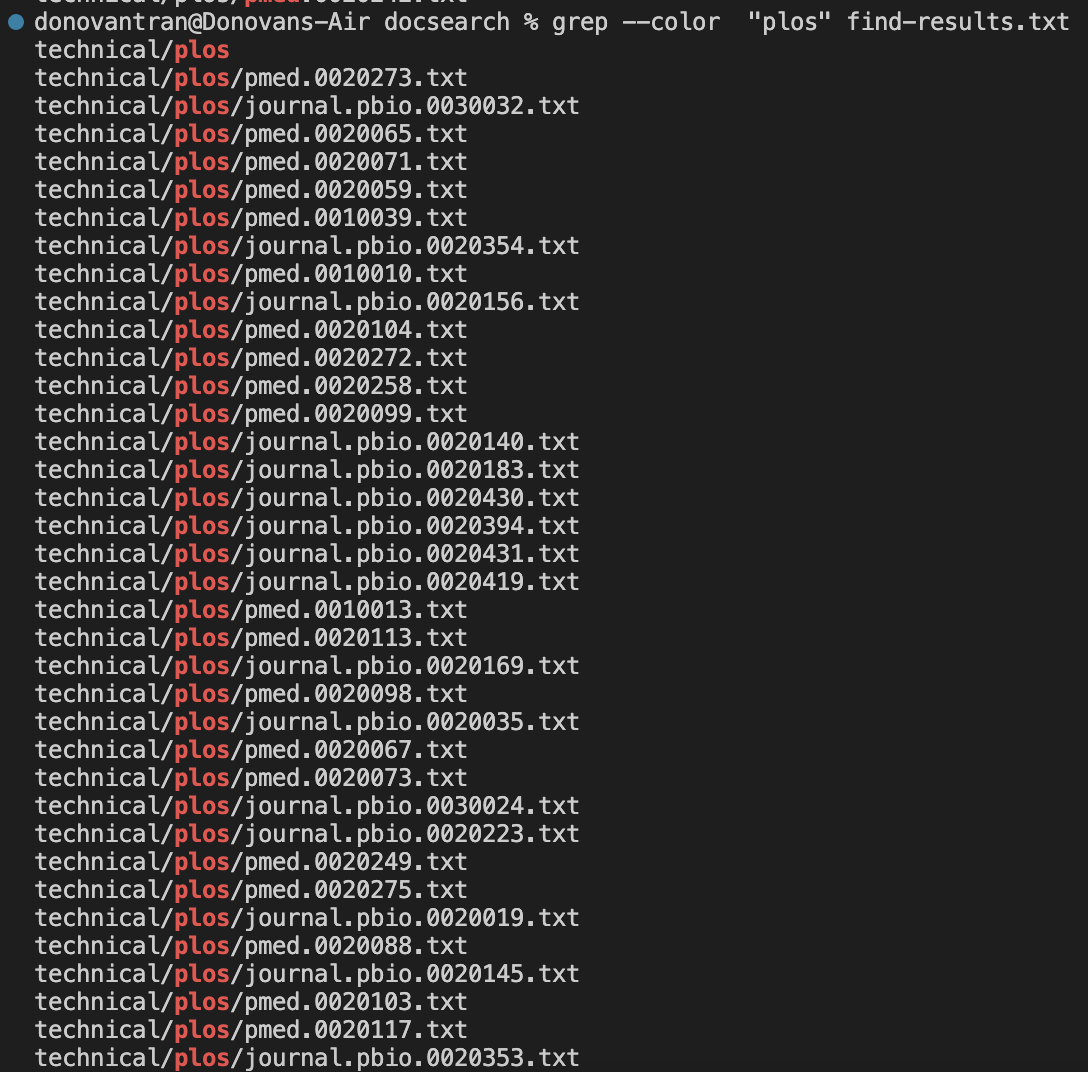 donovantran@Donovans-Air docsearch % grep --color  "plos" find-results.txt
technical/plos
technical/plos/pmed.0020273.txt
technical/plos/journal.pbio.0030032.txt
technical/plos/pmed.0020065.txt
technical/plos/pmed.0020071.txt
technical/plos/pmed.0020059.txt
technical/plos/pmed.0010039.txt
technical/plos/journal.pbio.0020354.txt
technical/plos/pmed.0010010.txt
technical/plos/journal.pbio.0020156.txt
technical/plos/pmed.0020104.txt
technical/plos/pmed.0020272.txt
technical/plos/pmed.0020258.txt
technical/plos/pmed.0020099.txt
technical/plos/journal.pbio.0020140.txt
technical/plos/journal.pbio.0020183.txt
technical/plos/journal.pbio.0020430.txt
technical/plos/journal.pbio.0020394.txt
technical/plos/journal.pbio.0020431.txt
technical/plos/journal.pbio.0020419.txt
technical/plos/pmed.0010013.txt
technical/plos/pmed.0020113.txt
technical/plos/journal.pbio.0020169.txt
technical/plos/pmed.0020098.txt
technical/plos/journal.pbio.0020035.txt
technical/plos/pmed.0020067.txt
technical/plos/pmed.0020073.txt
technical/plos/journal.pbio.0030024.txt
technical/plos/journal.pbio.0020223.txt
technical/plos/pmed.0020249.txt
technical/plos/pmed.0020275.txt
technical/plos/journal.pbio.0020019.txt
technical/plos/pmed.0020088.txt
technical/plos/journal.pbio.0020145.txt
technical/plos/pmed.0020103.txt
technical/plos/pmed.0020117.txt
technical/plos/journal.pbio.0020353.txt